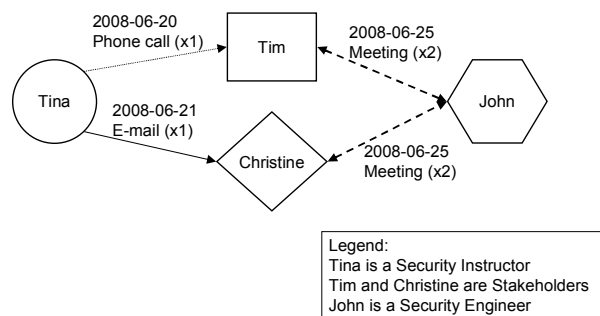 2008-06-20
Phone call (x1)
Tim
2008-06-25
Meeting (x2)
Tina
John
2008-06-21
E-mail (x1)
Christine
2008-06-25
Meeting (x2)
Legend:
Tina is a Security Instructor
Tim and Christine are Stakeholders
John is a Security Engineer